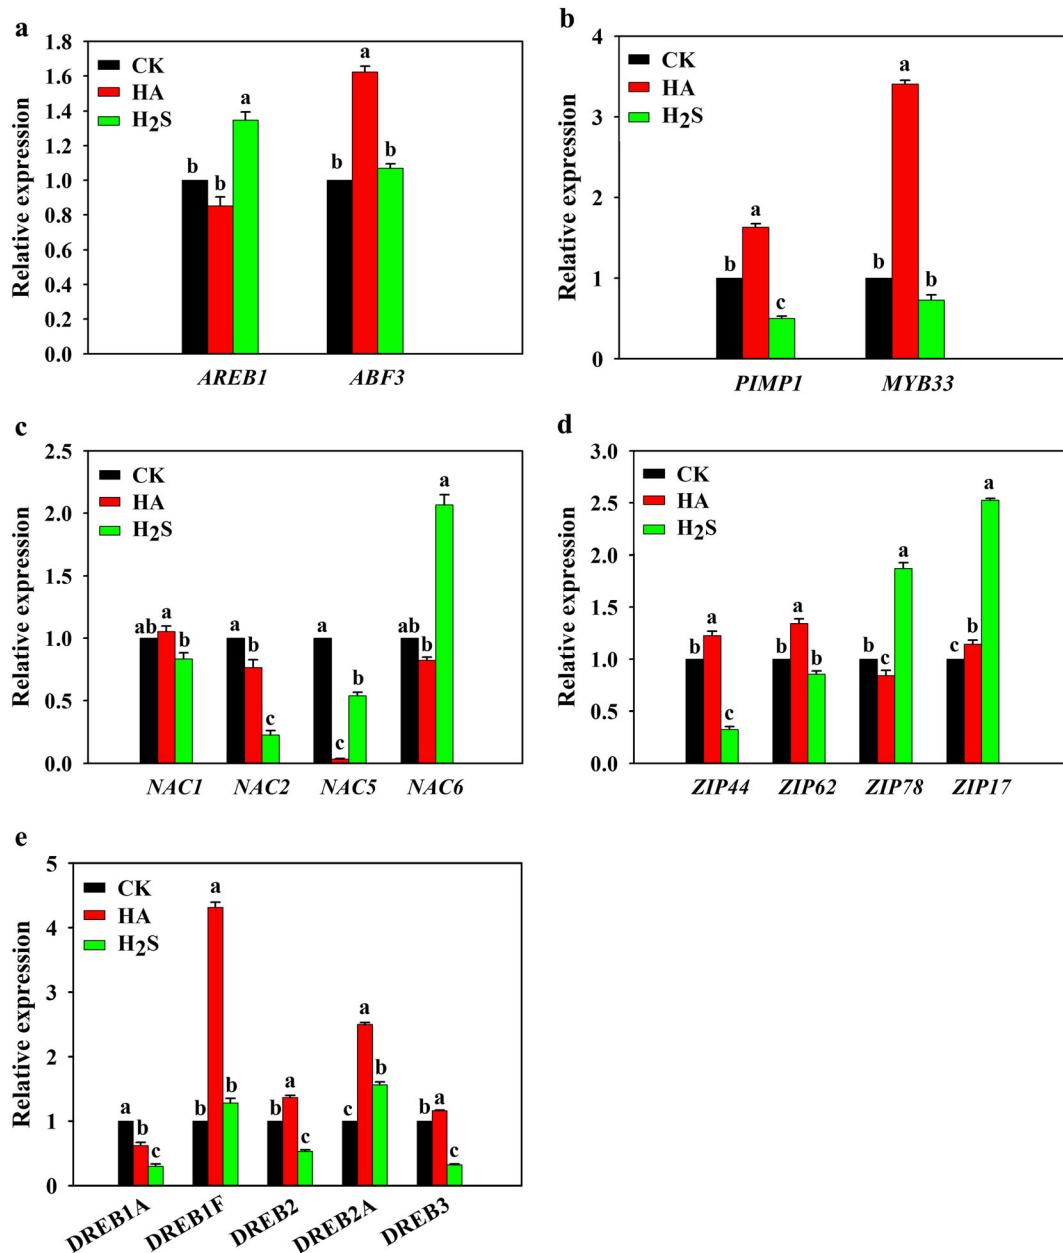 a
Relative expression
1.8
1.6
1.4
1.2
1.0
0.8
0.6
0.4
0.2
0.0
CK
HA
H2S
b b a
b a b
AREB1 ABF3
b
Relative expression
4
3
2
1
0
CK
HA
H2S
b a c
b a b
PIMP1 MYB33
c
Relative expression
2.5
2.0
1.5
1.0
0.5
0.0
CK
HA
H2S
ab a b
a b c
a c b
ab b a
NAC1 NAC2 NAC5 NAC6
d
Relative expression
3.0
2.5
2.0
1.5
1.0
0.5
0.0
CK
HA
H2S
b a c
b a b
b c a
c b a
ZIP44 ZIP62 ZIP78 ZIP17
e
Relative expression
5
4
3
2
1
0
CK
HA
H2S
a b c
b a b
b a c
c a b
b a c
DREB1A DREB1F DREB2 DREB2A DREB3